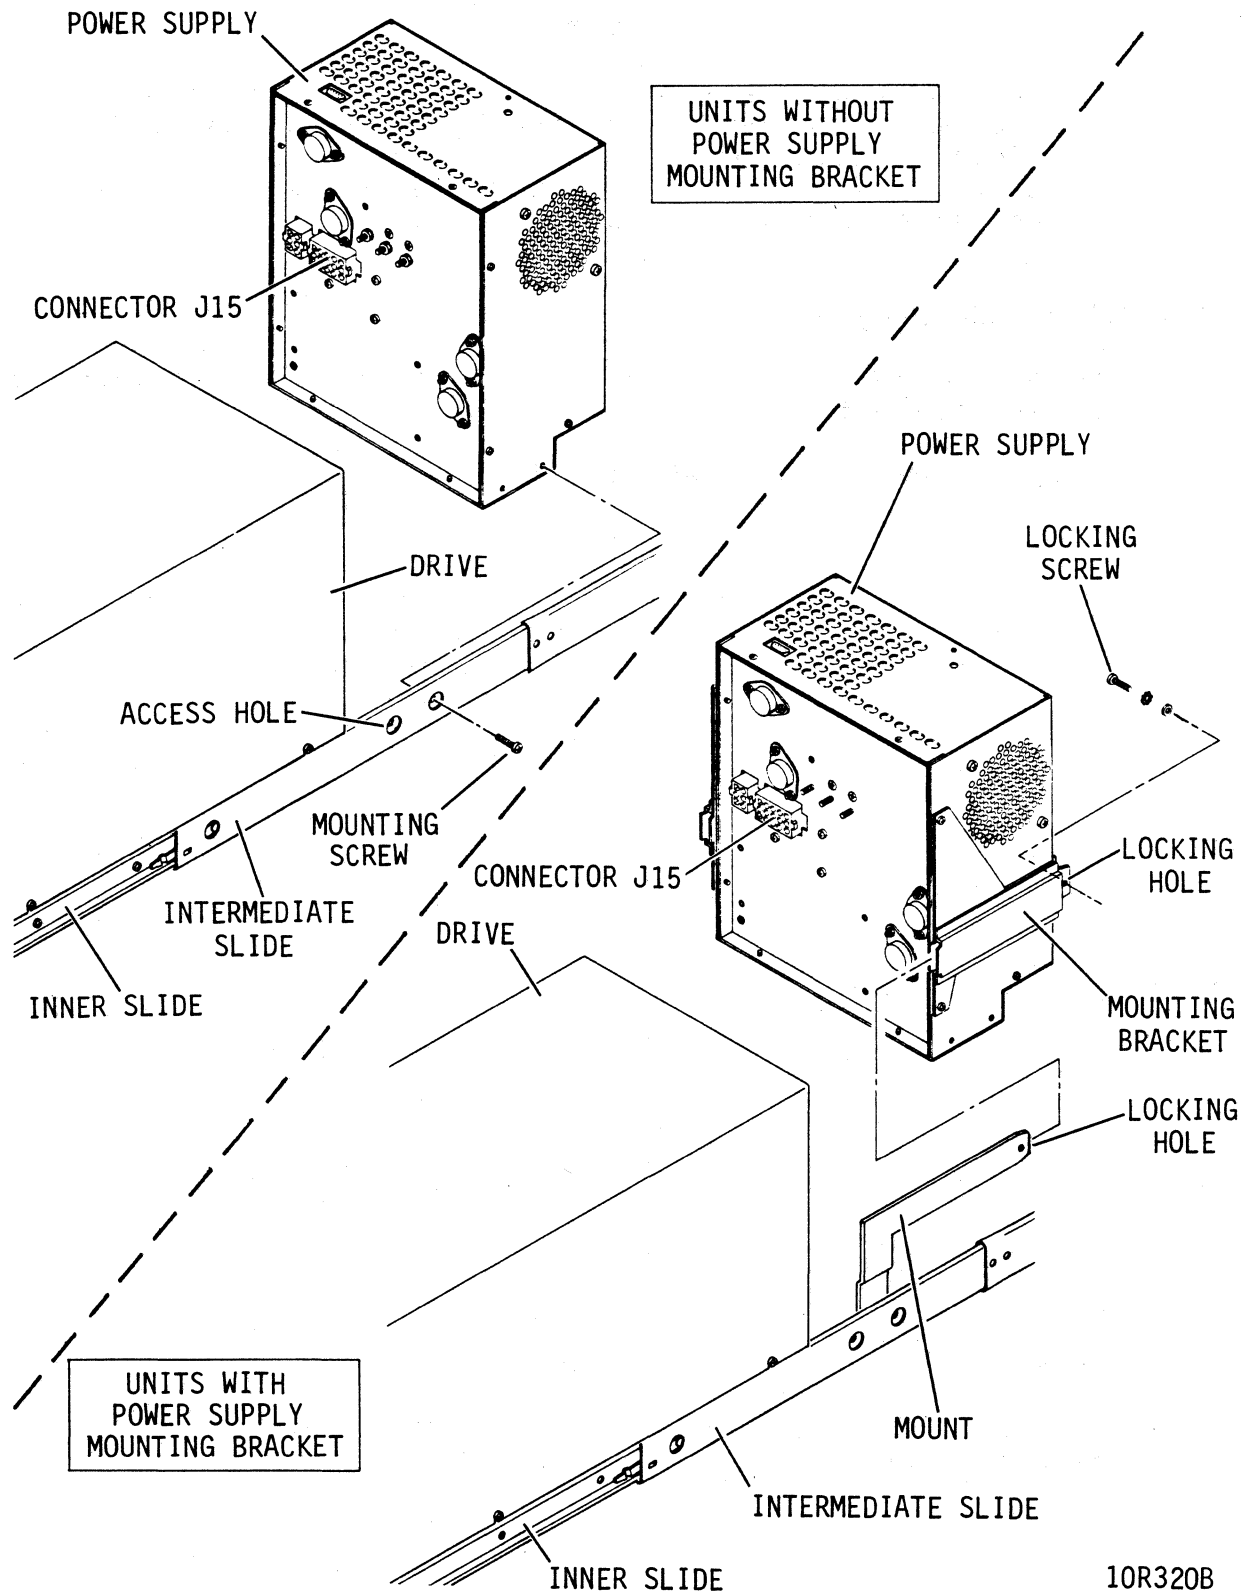 POWER SUPPLY
UNITS WITHOUT
POWER SUPPLY
MOUNTING BRACKET
CONNECTOR J15
DRIVE
ACCESS HOLE
MOUNTING
SCREW
INTERMEDIATE
SLIDE
INNER SLIDE
POWER SUPPLY
LOCKING
SCREW
CONNECTOR J15
LOCKING
HOLE
DRIVE
MOUNTING
BRACKET
LOCKING
HOLE
UNITS WITH
POWER SUPPLY
MOUNTING BRACKET
MOUNT
INTERMEDIATE SLIDE
INNER SLIDE
10R320B